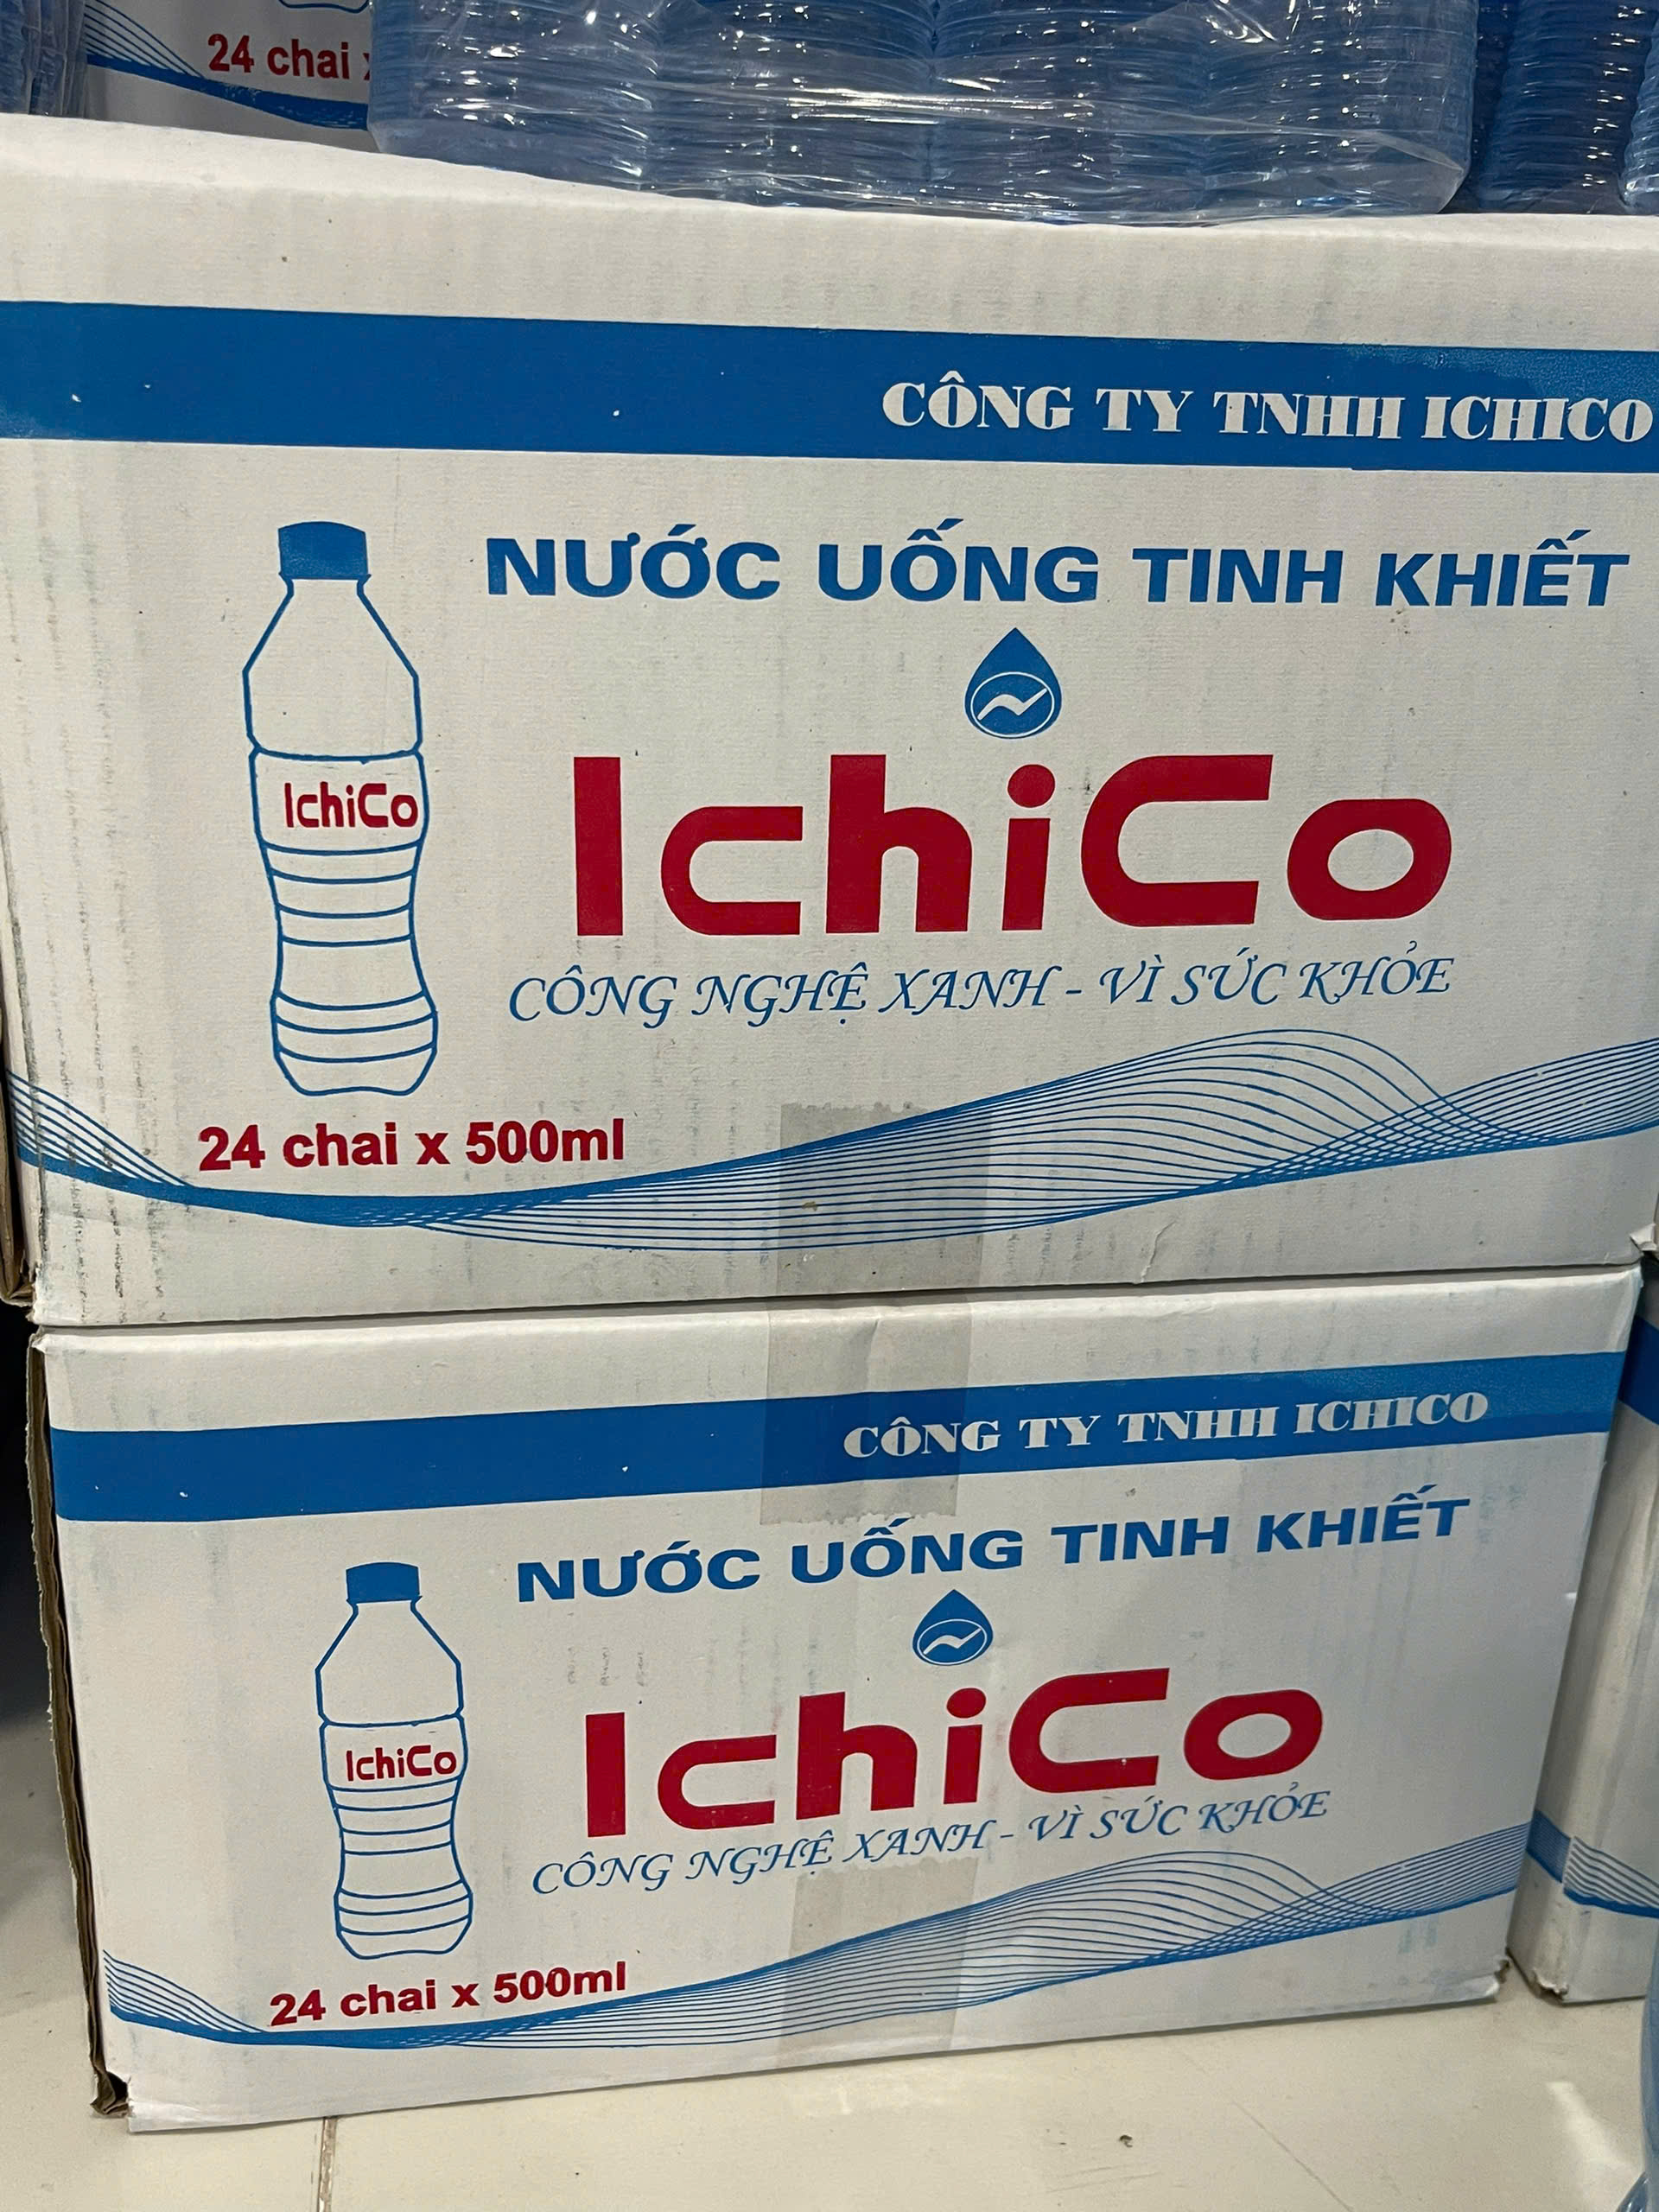 24 chai x
CÔNG TY TNHH ICHICO
NƯỚC UỐNG TINH KHIẾT
IchiCo
IchiCo
CÔNG NGHỆ XANH - VÌ SỨC KHỎE
24 chai x 500ml
CÔNG TY TNHH ICHICO
NƯỚC UỐNG TINH KHIẾT
IchiCo
IchiCo
CÔNG NGHỆ XANH - VÌ SỨC KHỎE
24 chai x 500ml